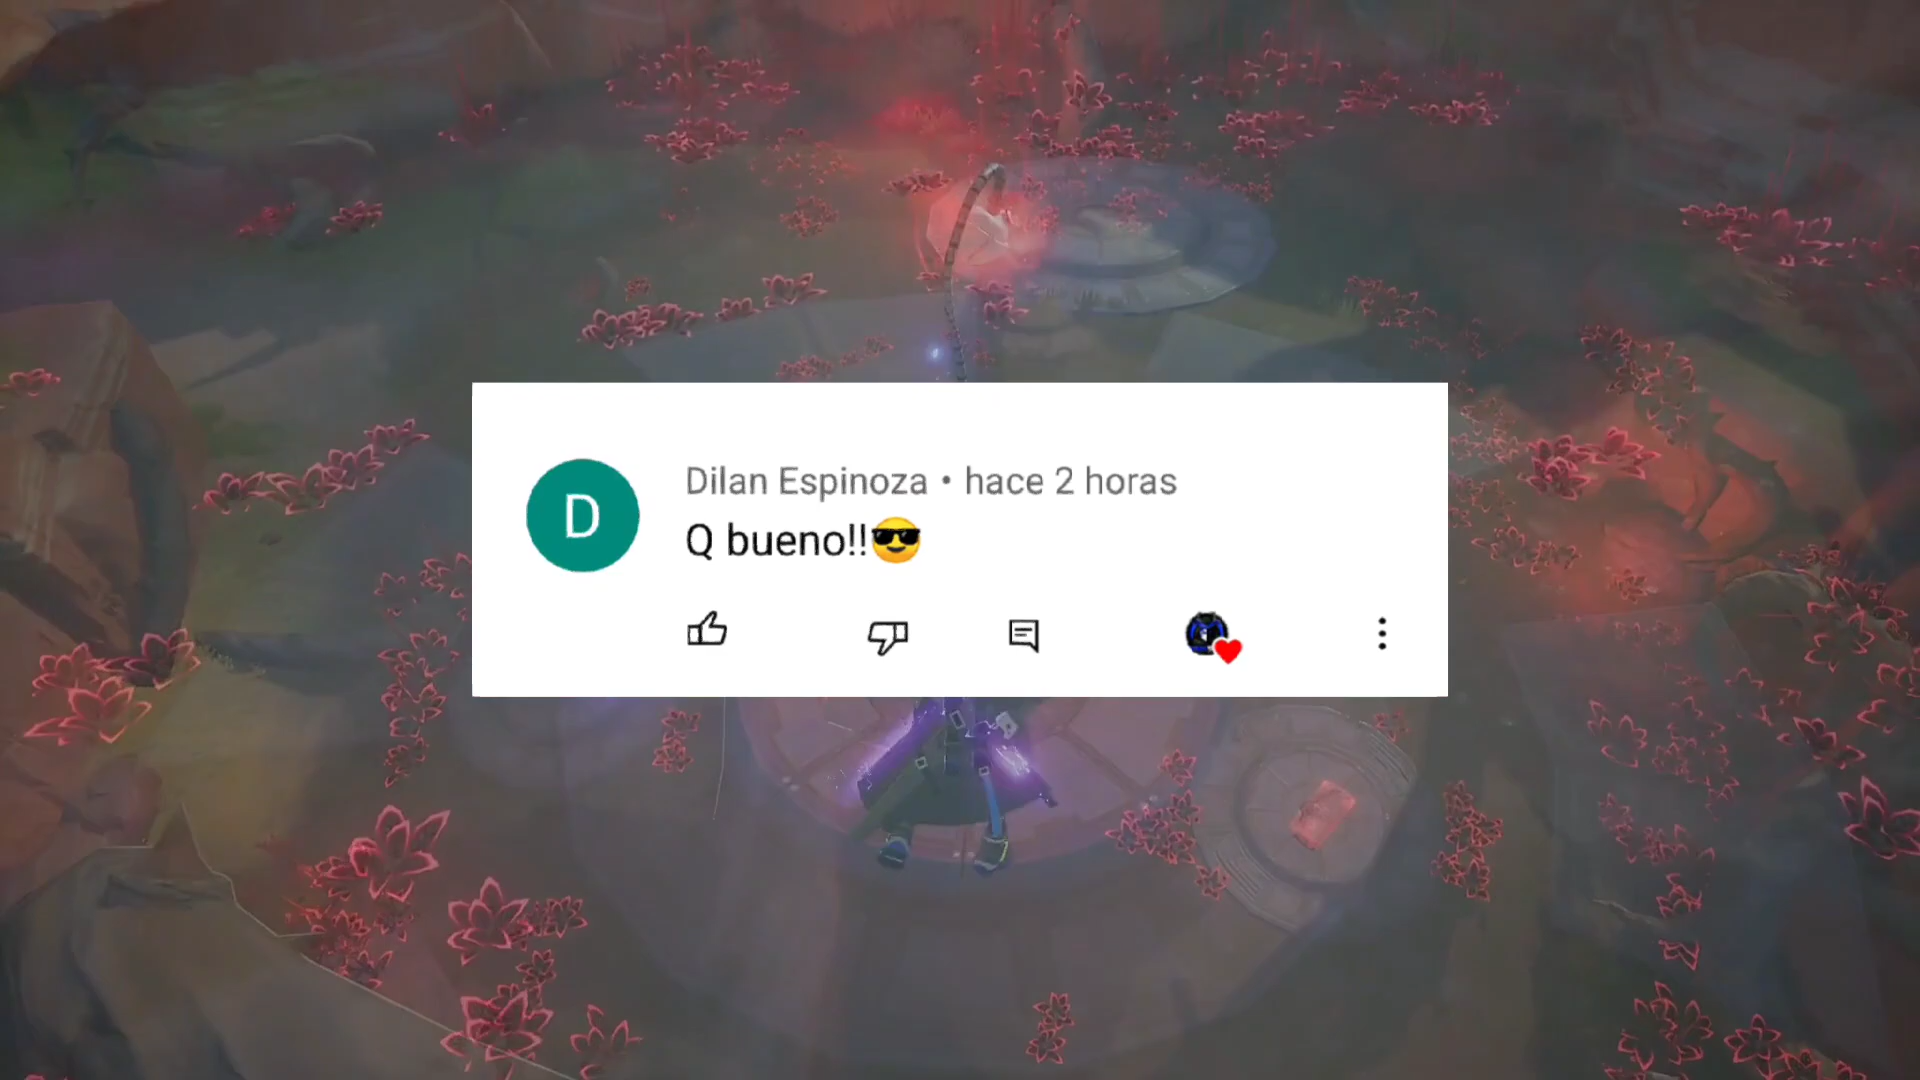 D
Dilan Espinoza • hace 2 horas
Q bueno!!😎